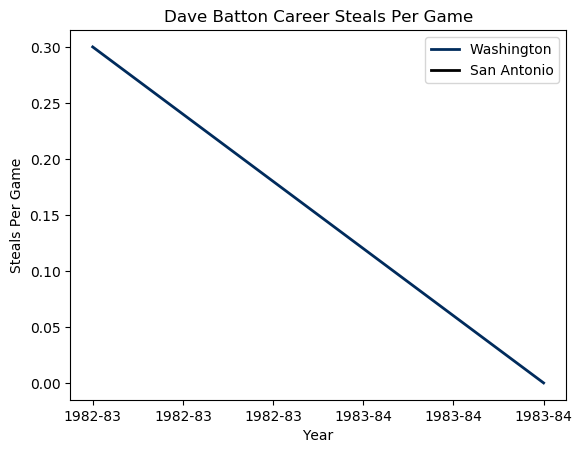 Dave Batton Career Steals Per Game
Washington
San Antonio
Steals Per Game
0.30
0.25
0.20
0.15
0.10
0.05
0.00
1982-83 1982-83 1982-83 1983-84 1983-84 1983-84
Year